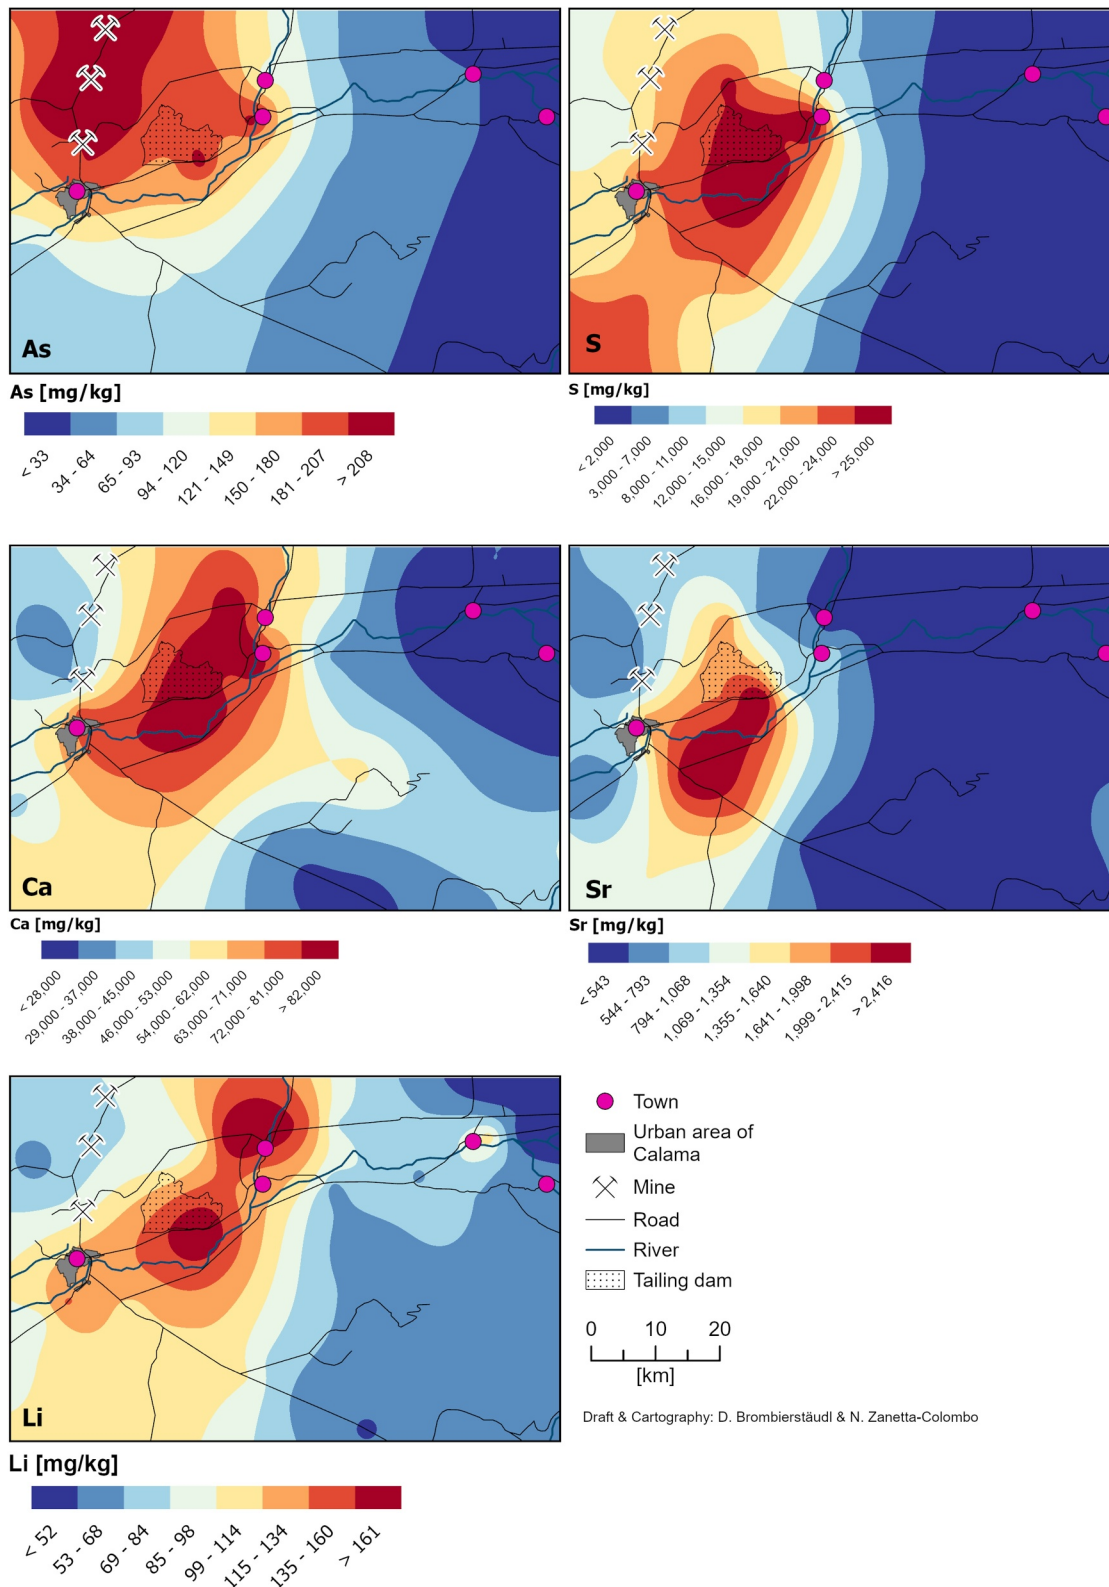 As
S
As [mg/kg]
< 33
34 - 64
65 - 93
94 - 120
121 - 149
150 - 180
181 - 207
> 208
S [mg/kg]
< 2,000
3,000 - 7,000
8,000 - 11,000
12,000 - 15,000
16,000 - 18,000
19,000 - 21,000
22,000 - 24,000
> 25,000
Ca
Sr
Ca [mg/kg]
< 28,000
29,000 - 37,000
38,000 - 45,000
46,000 - 53,000
54,000 - 62,000
63,000 - 71,000
72,000 - 81,000
> 82,000
Sr [mg/kg]
< 543
544 - 793
794 - 1,068
1,069 - 1,354
1,355 - 1,640
1,641 - 1,998
1,999 - 2,415
> 2,416
Li
Li [mg/kg]
< 52
53 - 68
69 - 84
85 - 98
99 - 114
115 - 134
135 - 160
> 161
Town
Urban area of
Calama
Mine
Road
River
Tailing dam
0 10 20
[km]
Draft & Cartography: D. Brombierstäudl & N. Zanetta-Colombo